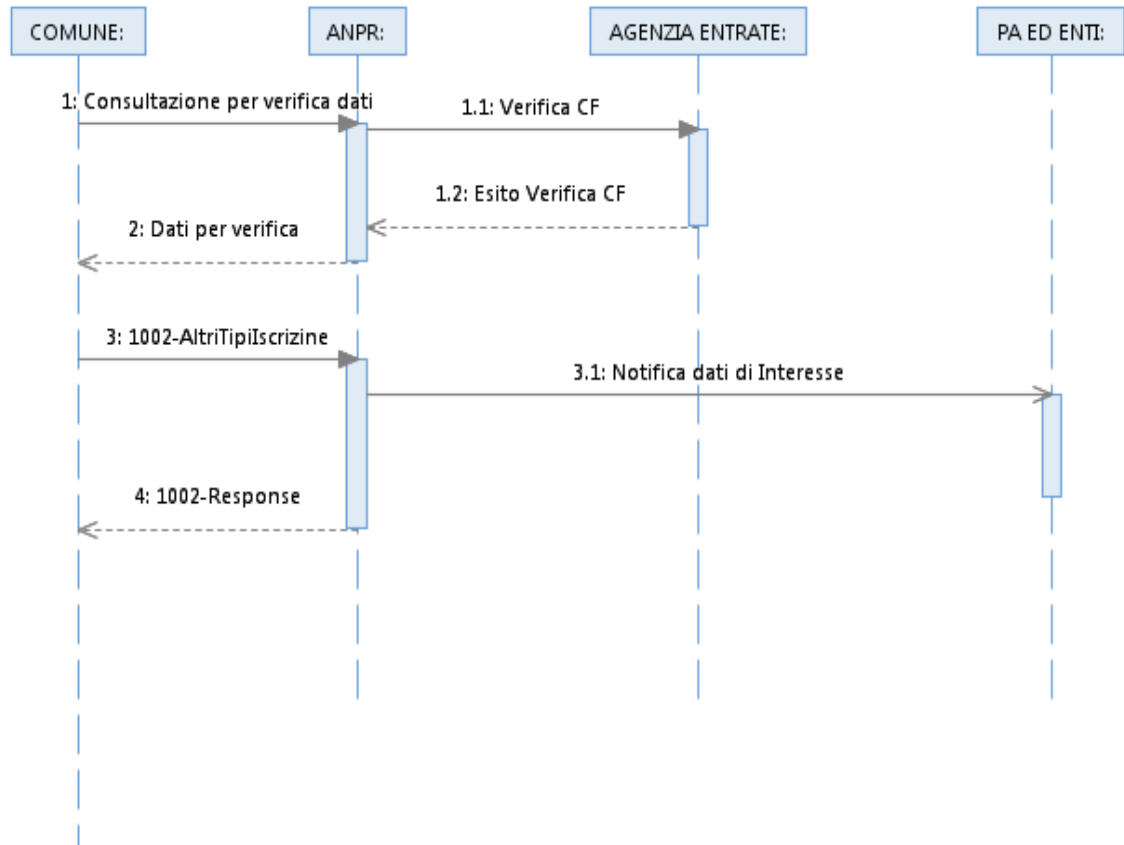 COMUNE:
ANPR:
AGENZIA ENTRATE:
PA ED ENTI:
1: Consultazione per verifica dati
1.1: Verifica CF
1.2: Esito Verifica CF
2: Dati per verifica
3: 1002-AltriTipiIscrizine
3.1: Notifica dati di Interesse
4: 1002-Response